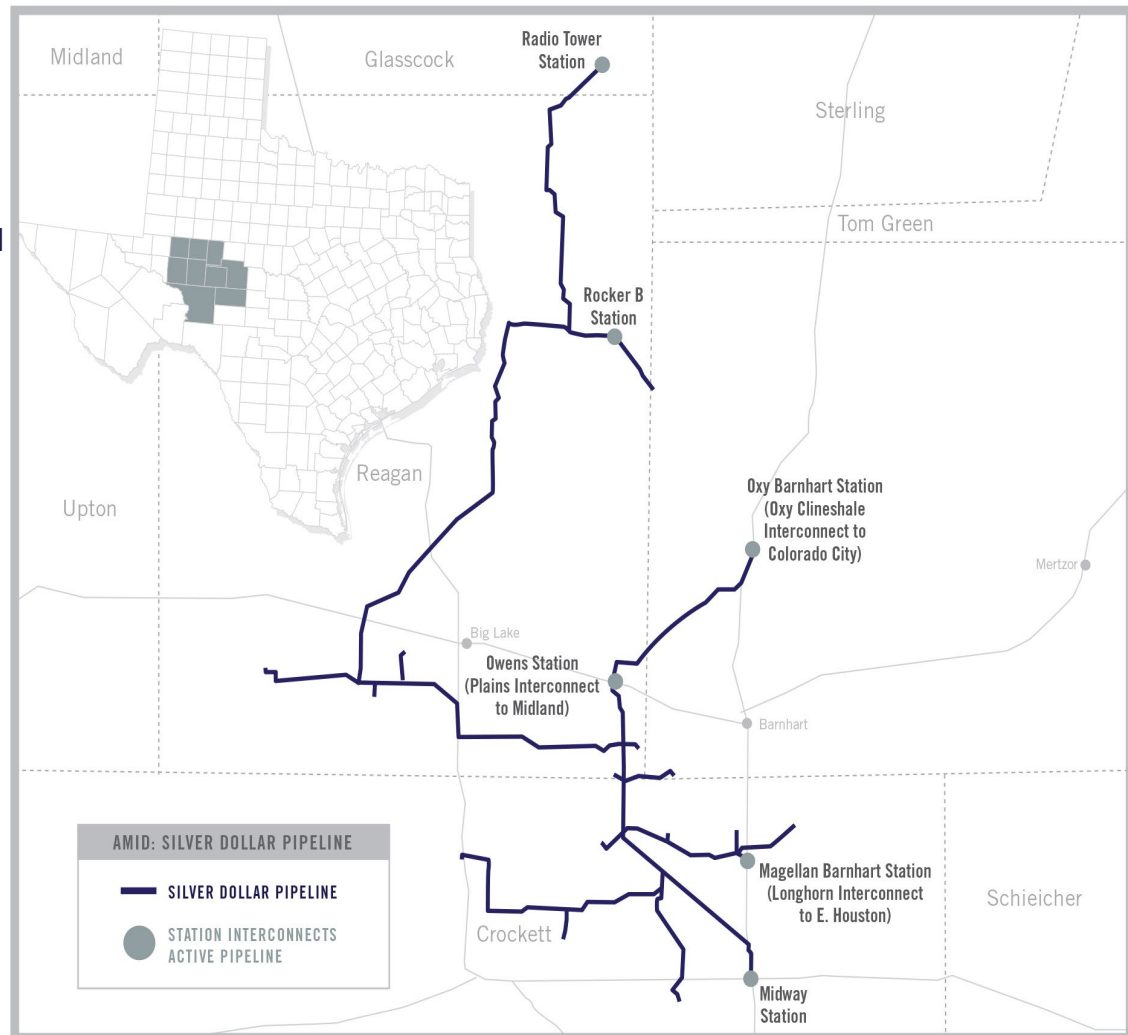 Midland
Glasscock
Radio Tower
Station
Sterling
Tom Green
Rocker B
Station
Reagan
Upton
Oxy Barnhart Station
(Oxy Clineshale
Interconnect to
Colorado City)
Mertzor
Big Lake
Owens Station
(Plains Interconnect
to Midland)
Barnhart
AMID: SILVER DOLLAR PIPELINE
SILVER DOLLAR PIPELINE
STATION INTERCONNECTS
ACTIVE PIPELINE
Magellan Barnhart Station
(Longhorn Interconnect
to E. Houston)
Schieicher
Crockett
Midway
Station